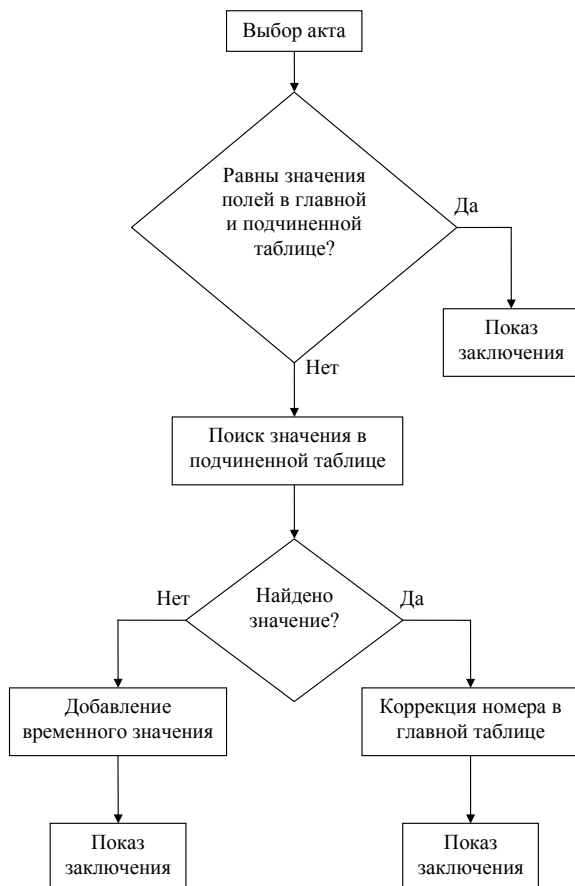 Выбор акта
Равны значения
полей в главной
и подчиненной
таблице?
Да
Показ
заключения
Нет
Поиск значения в
подчиненной таблице
Найдено
значение?
Нет
Да
Добавление
временного значения
Коррекция номера в
главной таблице
Показ
заключения
Показ
заключения